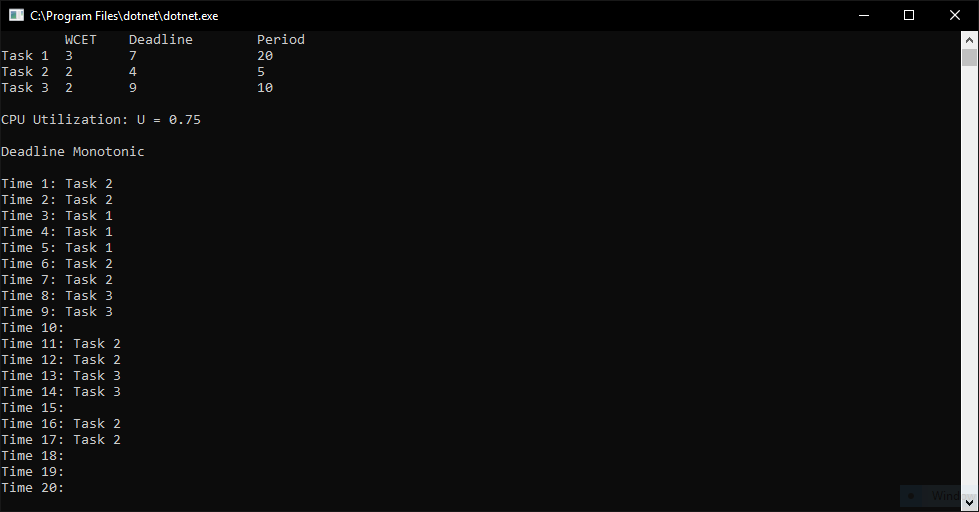 C:\Program Files\dotnet\dotnet.exe
WCET Deadline Period
Task 1 3 7 20
Task 2 2 4 5
Task 3 2 9 10
CPU Utilization: U = 0.75
Deadline Monotonic
Time 1: Task 2
Time 2: Task 2
Time 3: Task 1
Time 4: Task 1
Time 5: Task 1
Time 6: Task 2
Time 7: Task 2
Time 8: Task 3
Time 9: Task 3
Time 10:
Time 11: Task 2
Time 12: Task 2
Time 13: Task 3
Time 14: Task 3
Time 15:
Time 16: Task 2
Time 17: Task 2
Time 18:
Time 19:
Time 20: